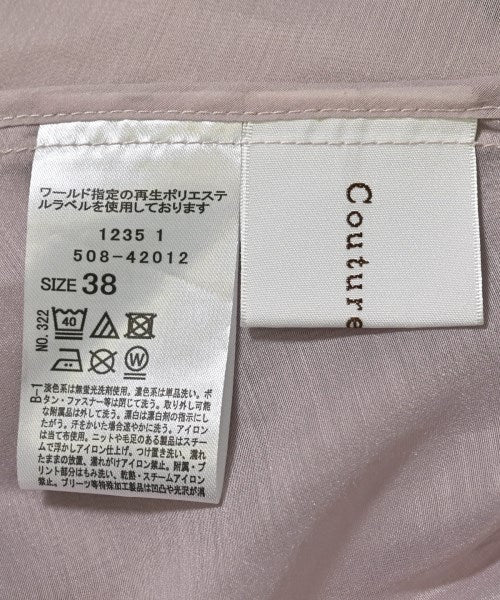 ワールド指定の再生ポリエステ
ルラベルを使用しております
1235 1
508-42012
SIZE 38
NO. 322
40
W
B-1
淡色系は無蛍光洗剤使用。濃色系は単品洗い。ボ
タン・ファスナー等は閉じて洗う。取り外し可能
な附属品は外して洗う。漂白は漂白剤の指示にし
たがう。汗をかいた場合速やかに洗う。アイロン
は当て布使用。ニットや毛足のある製品はスチー
ムで浮かしアイロン仕上げ。つけ置き洗い、濡れ
たままの放置、濡れがけアイロン禁止。附属・プ
リント部分はもみ洗い、乾熱・スチームアイロン
禁止。プリーツ等特殊加工製品は凹凸や光沢が消
Couture